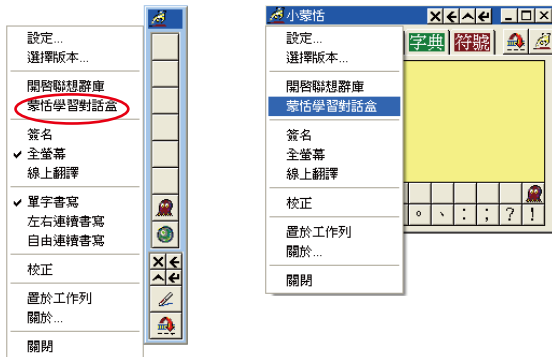 設定...
選擇版本...
開啓聯想辭庫
蒙恬學習對話盒
簽名
全螢幕
線上翻譯
單字書寫
左右連續書寫
自由連續書寫
校正
置於工作列
關於...
關閉
小蒙恬
設定...
選擇版本...
開啓聯想辭庫
蒙恬學習對話盒
簽名
全螢幕
線上翻譯
校正
置於工作列
關於...
關閉
字典 符號
。 、 : ; ? !